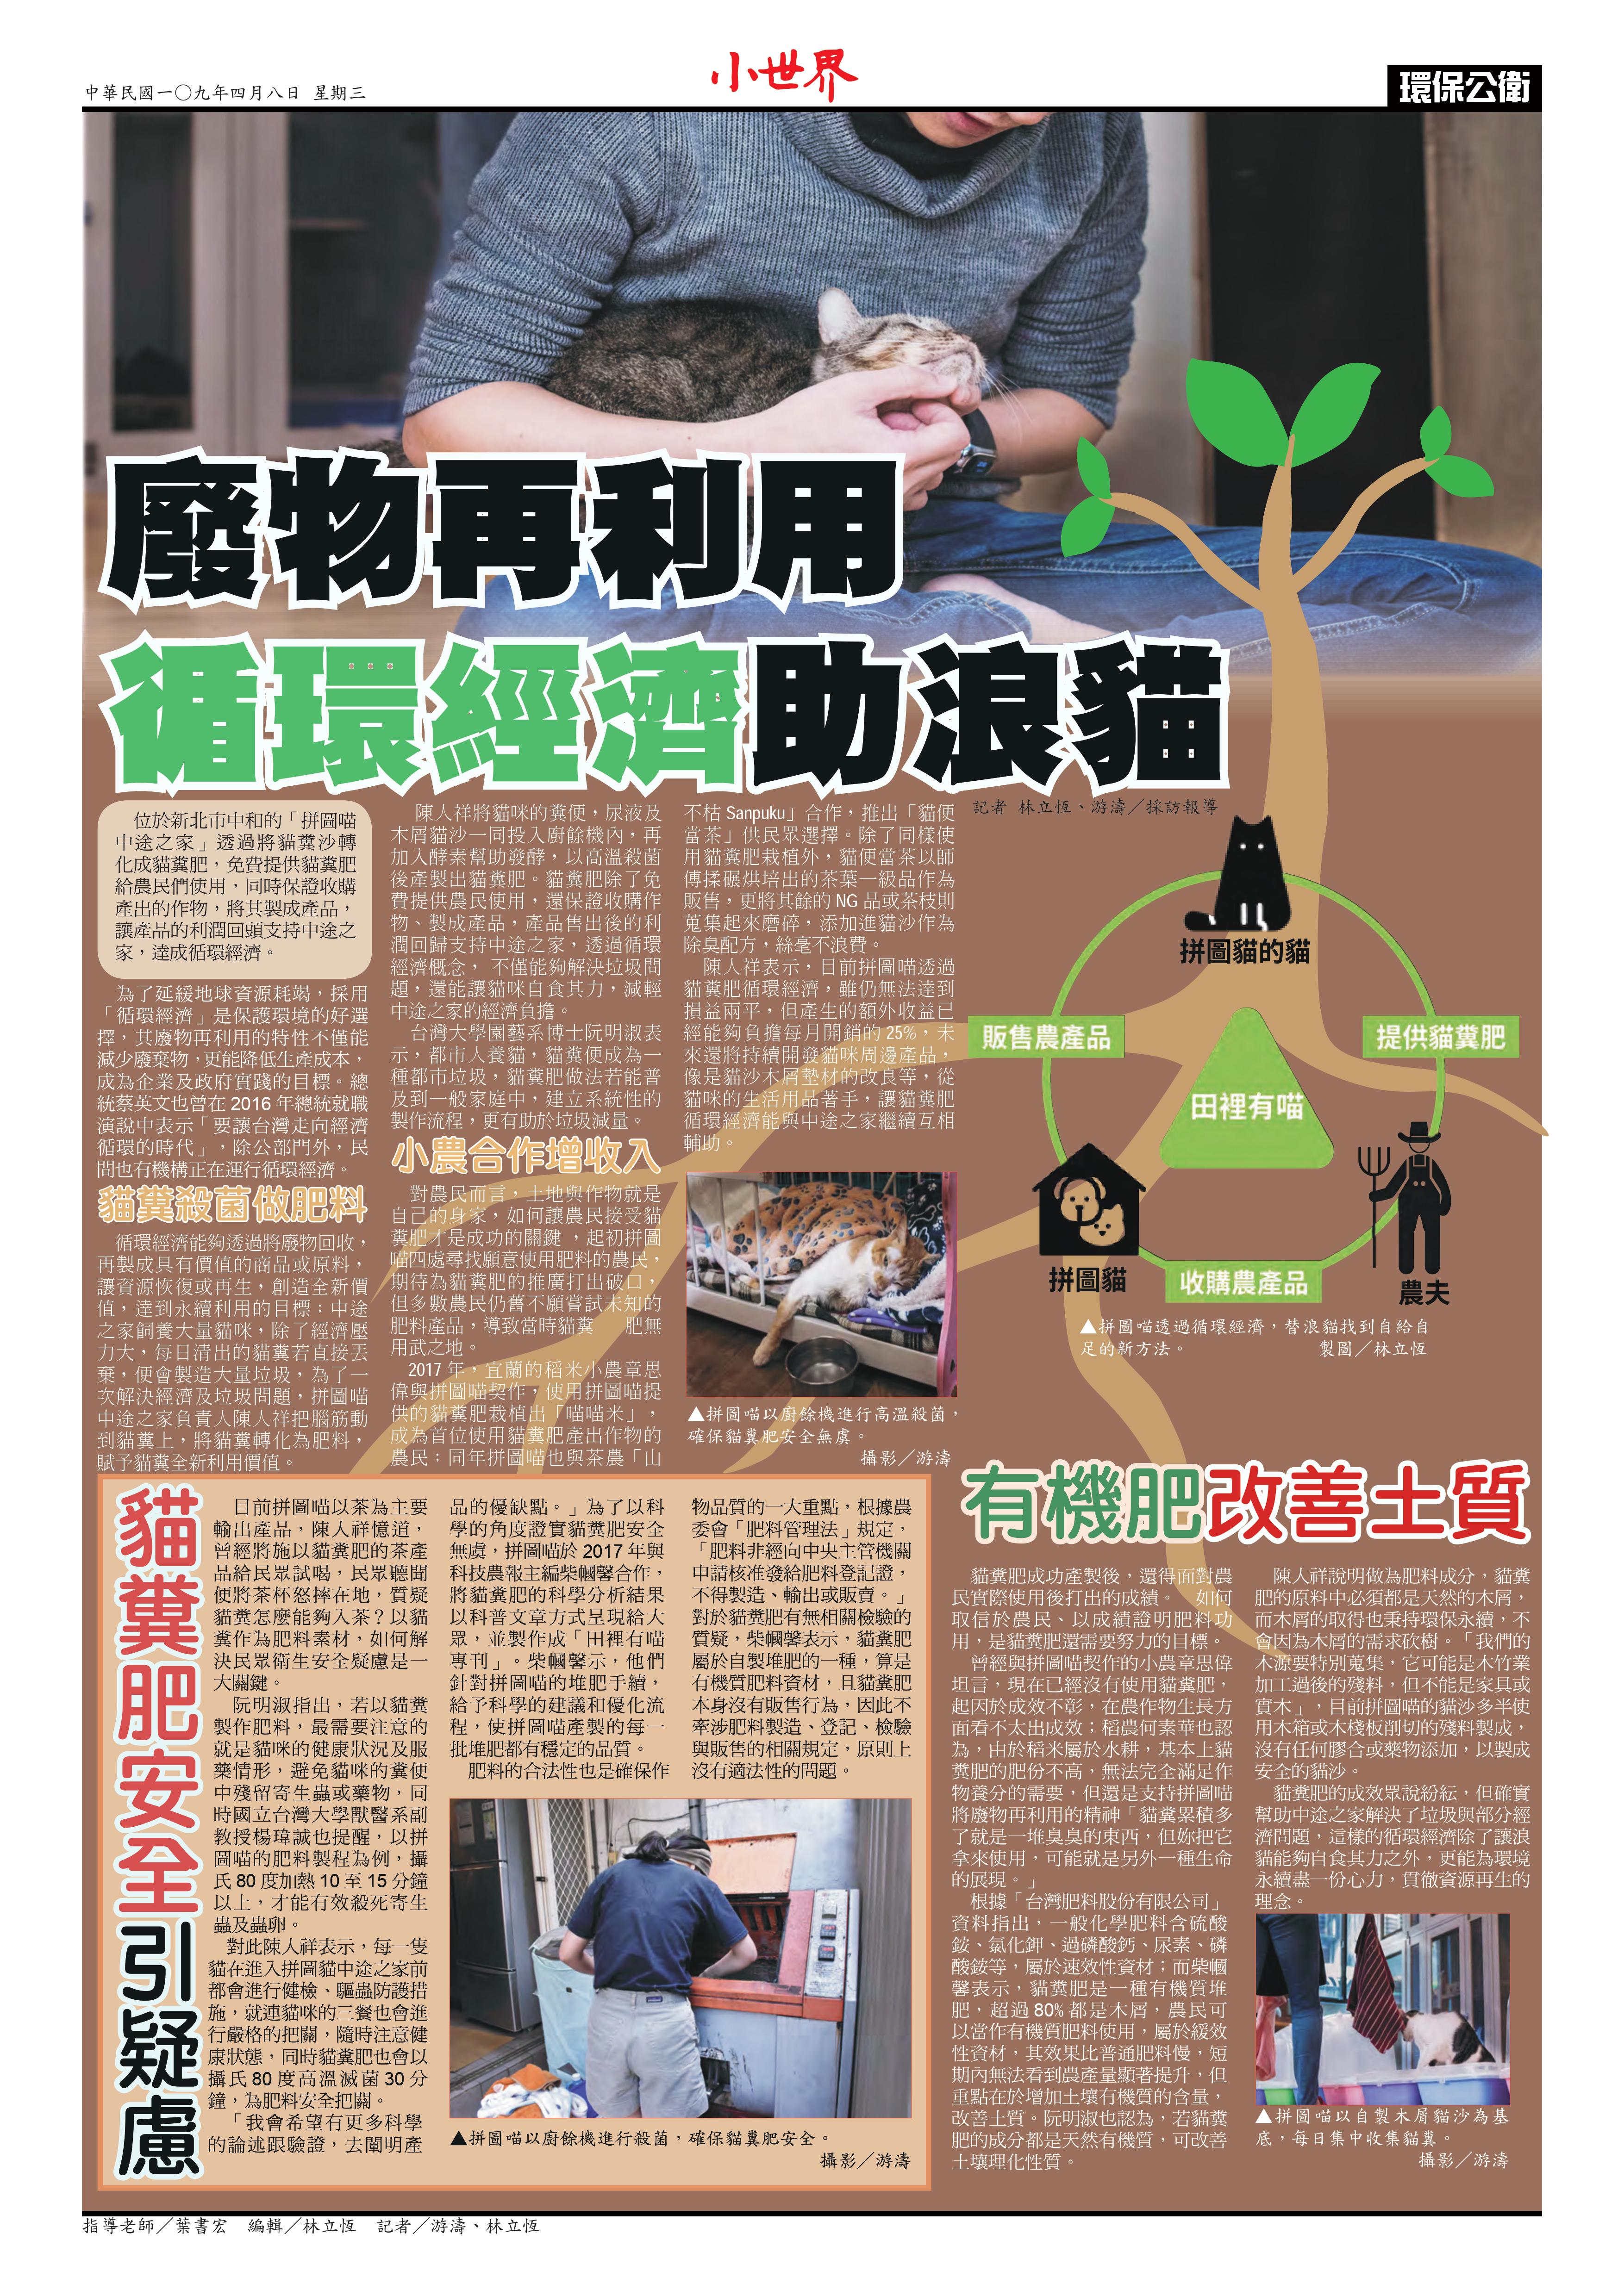 中華民國一〇九年四月八日 星期三
小世界
環保公衛
廢物再利用
循環經濟助浪貓
記者 林立恆、游濤／採訪報導
位於新北市中和的「拼圖喵
中途之家」透過將貓糞沙轉
化成貓糞肥，免費提供貓糞肥
給農民們使用，同時保證收購
產出的作物，將其製成產品，
讓產品的利潤回頭支持中途之
家，達成循環經濟。
為了延緩地球資源耗竭，採用
「循環經濟」是保護環境的好選
擇，其廢物再利用的特性不僅能
減少廢棄物，更能降低生產成本，
成為企業及政府實踐的目標。總
統蔡英文也曾在 2016 年總統就職
演說中表示「要讓台灣走向經濟
循環的時代」，除公部門外，民
間也有機構正在運行循環經濟。
貓糞殺菌做肥料
循環經濟能夠透過將廢物回收，
再製成具有價值的商品或原料，
讓資源恢復或再生，創造全新價
值，達到永續利用的目標；中途
之家飼養大量貓咪，除了經濟壓
力大，每日清出的貓糞若直接丟
棄，便會製造大量垃圾，為了一
次解決經濟及垃圾問題，拼圖喵
中途之家負責人陳人祥把腦筋動
到貓糞上，將貓糞轉化為肥料，
賦予貓糞全新利用價值。
陳人祥將貓咪的糞便，尿液及
木屑貓沙一同投入廚餘機內，再
加入酵素幫助發酵，以高溫殺菌
後產製出貓糞肥。貓糞肥除了免
費提供農民使用，還保證收購作
物、製成產品，產品售出後的利
潤回歸支持中途之家，透過循環
經濟概念， 不僅能夠解決垃圾問
題，還能讓貓咪自食其力，減輕
中途之家的經濟負擔。
台灣大學園藝系博士阮明淑表
示，都市人養貓，貓糞便成為一
種都市垃圾，貓糞肥做法若能普
及到一般家庭中，建立系統性的
製作流程，更有助於垃圾減量。
小農合作增收入
對農民而言，土地與作物就是
自己的身家，如何讓農民接受貓
糞肥才是成功的關鍵 ，起初拼圖
喵四處尋找願意使用肥料的農民，
期待為貓糞肥的推廣打出破口，
但多數農民仍舊不願嘗試未知的
肥料產品，導致當時貓糞 肥無
用武之地。
2017 年，宜蘭的稻米小農章思
偉與拼圖喵契作，使用拼圖喵提
供的貓糞肥栽植出「喵喵米」，
成為首位使用貓糞肥產出作物的
農民；同年拼圖喵也與茶農「山
不枯 Sanpuku」合作，推出「貓便
當茶」供民眾選擇。除了同樣使
用貓糞肥栽植外，貓便當茶以師
傅揉碾烘培出的茶葉一級品作為
販售，更將其餘的 NG 品或茶枝則
蒐集起來磨碎，添加進貓沙作為
除臭配方，絲毫不浪費。
陳人祥表示，目前拼圖喵透過
貓糞肥循環經濟，雖仍無法達到
損益兩平，但產生的額外收益已
經能夠負擔每月開銷的 25%，未
來還將持續開發貓咪周邊產品，
像是貓沙木屑墊材的改良等，從
貓咪的生活用品著手，讓貓糞肥
循環經濟能與中途之家繼續互相
輔助。
▲拼圖喵以廚餘機進行高溫殺菌，
確保貓糞肥安全無虞。
攝影／游濤
拼圖貓的貓
販售農產品
提供貓糞肥
田裡有喵
拼圖貓
收購農產品
農夫
▲拼圖喵透過循環經濟，替浪貓找到自給自
足的新方法。 製圖／林立恆
貓糞肥安全引疑慮
目前拼圖喵以茶為主要
輸出產品，陳人祥憶道，
曾經將施以貓糞肥的茶產
品給民眾試喝，民眾聽聞
便將茶杯怒摔在地，質疑
貓糞怎麼能夠入茶？以貓
糞作為肥料素材，如何解
決民眾衛生安全疑慮是一
大關鍵。
阮明淑指出，若以貓糞
製作肥料，最需要注意的
就是貓咪的健康狀況及服
藥情形，避免貓咪的糞便
中殘留寄生蟲或藥物，同
時國立台灣大學獸醫系副
教授楊瑋誠也提醒，以拼
圖喵的肥料製程為例，攝
氏 80 度加熱 10 至 15 分鐘
以上，才能有效殺死寄生
蟲及蟲卵。
對此陳人祥表示，每一隻
貓在進入拼圖貓中途之家前
都會進行健檢、驅蟲防護措
施，就連貓咪的三餐也會進
行嚴格的把關，隨時注意健
康狀態，同時貓糞肥也會以
攝氏 80 度高溫滅菌 30 分
鐘，為肥料安全把關。
「我會希望有更多科學
的論述跟驗證，去闡明產
品的優缺點。」為了以科
學的角度證實貓糞肥安全
無虞，拼圖喵於 2017 年與
科技農報主編柴幗馨合作，
將貓糞肥的科學分析結果
以科普文章方式呈現給大
眾，並製作成「田裡有喵
專刊」。柴幗馨示，他們
針對拼圖喵的堆肥手續，
給予科學的建議和優化流
程，使拼圖喵產製的每一
批堆肥都有穩定的品質。
肥料的合法性也是確保作
物品質的一大重點，根據農
委會「肥料管理法」規定，
「肥料非經向中央主管機關
申請核准發給肥料登記證，
不得製造、輸出或販賣。」
對於貓糞肥有無相關檢驗的
質疑，柴幗馨表示，貓糞肥
屬於自製堆肥的一種，算是
有機質肥料資材，且貓糞肥
本身沒有販售行為，因此不
牽涉肥料製造、登記、檢驗
與販售的相關規定，原則上
沒有適法性的問題。
▲拼圖喵以廚餘機進行殺菌，確保貓糞肥安全。
攝影／游濤
有機肥改善土質
貓糞肥成功產製後，還得面對農
民實際使用後打出的成績。 如何
取信於農民、以成績證明肥料功
用，是貓糞肥還需要努力的目標。
曾經與拼圖喵契作的小農章思偉
坦言，現在已經沒有使用貓糞肥，
起因於成效不彰，在農作物生長方
面看不太出成效；稻農何素華也認
為，由於稻米屬於水耕，基本上貓
糞肥的肥份不高，無法完全滿足作
物養分的需要，但還是支持拼圖喵
將廢物再利用的精神「貓糞累積多
了就是一堆臭臭的東西，但妳把它
拿來使用，可能就是另外一種生命
的展現。」
根據「台灣肥料股份有限公司」
資料指出，一般化學肥料含硫酸
銨、氯化鉀、過磷酸鈣、尿素、磷
酸銨等，屬於速效性資材；而柴幗
馨表示，貓糞肥是一種有機質堆
肥，超過 80% 都是木屑，農民可
以當作有機質肥料使用，屬於緩效
性資材，其效果比普通肥料慢，短
期內無法看到農產量顯著提升，但
重點在於增加土壤有機質的含量，
改善土質。阮明淑也認為，若貓糞
肥的成分都是天然有機質，可改善
土壤理化性質。
陳人祥說明做為肥料成分，貓糞
肥的原料中必須都是天然的木屑，
而木屑的取得也秉持環保永續，不
會因為木屑的需求砍樹。「我們的
木源要特別蒐集，它可能是木竹業
加工過後的殘料，但不能是家具或
實木」，目前拼圖喵的貓沙多半使
用木箱或木棧板削切的殘料製成，
沒有任何膠合或藥物添加，以製成
安全的貓沙。
貓糞肥的成效眾說紛紜，但確實
幫助中途之家解決了垃圾與部分經
濟問題，這樣的循環經濟除了讓浪
貓能夠自食其力之外，更能為環境
永續盡一份心力，貫徹資源再生的
理念。
▲拼圖喵以自製木屑貓沙為基
底，每日集中收集貓糞。
攝影／游濤
指導老師／葉書宏 編輯／林立恆 記者／游濤、林立恆